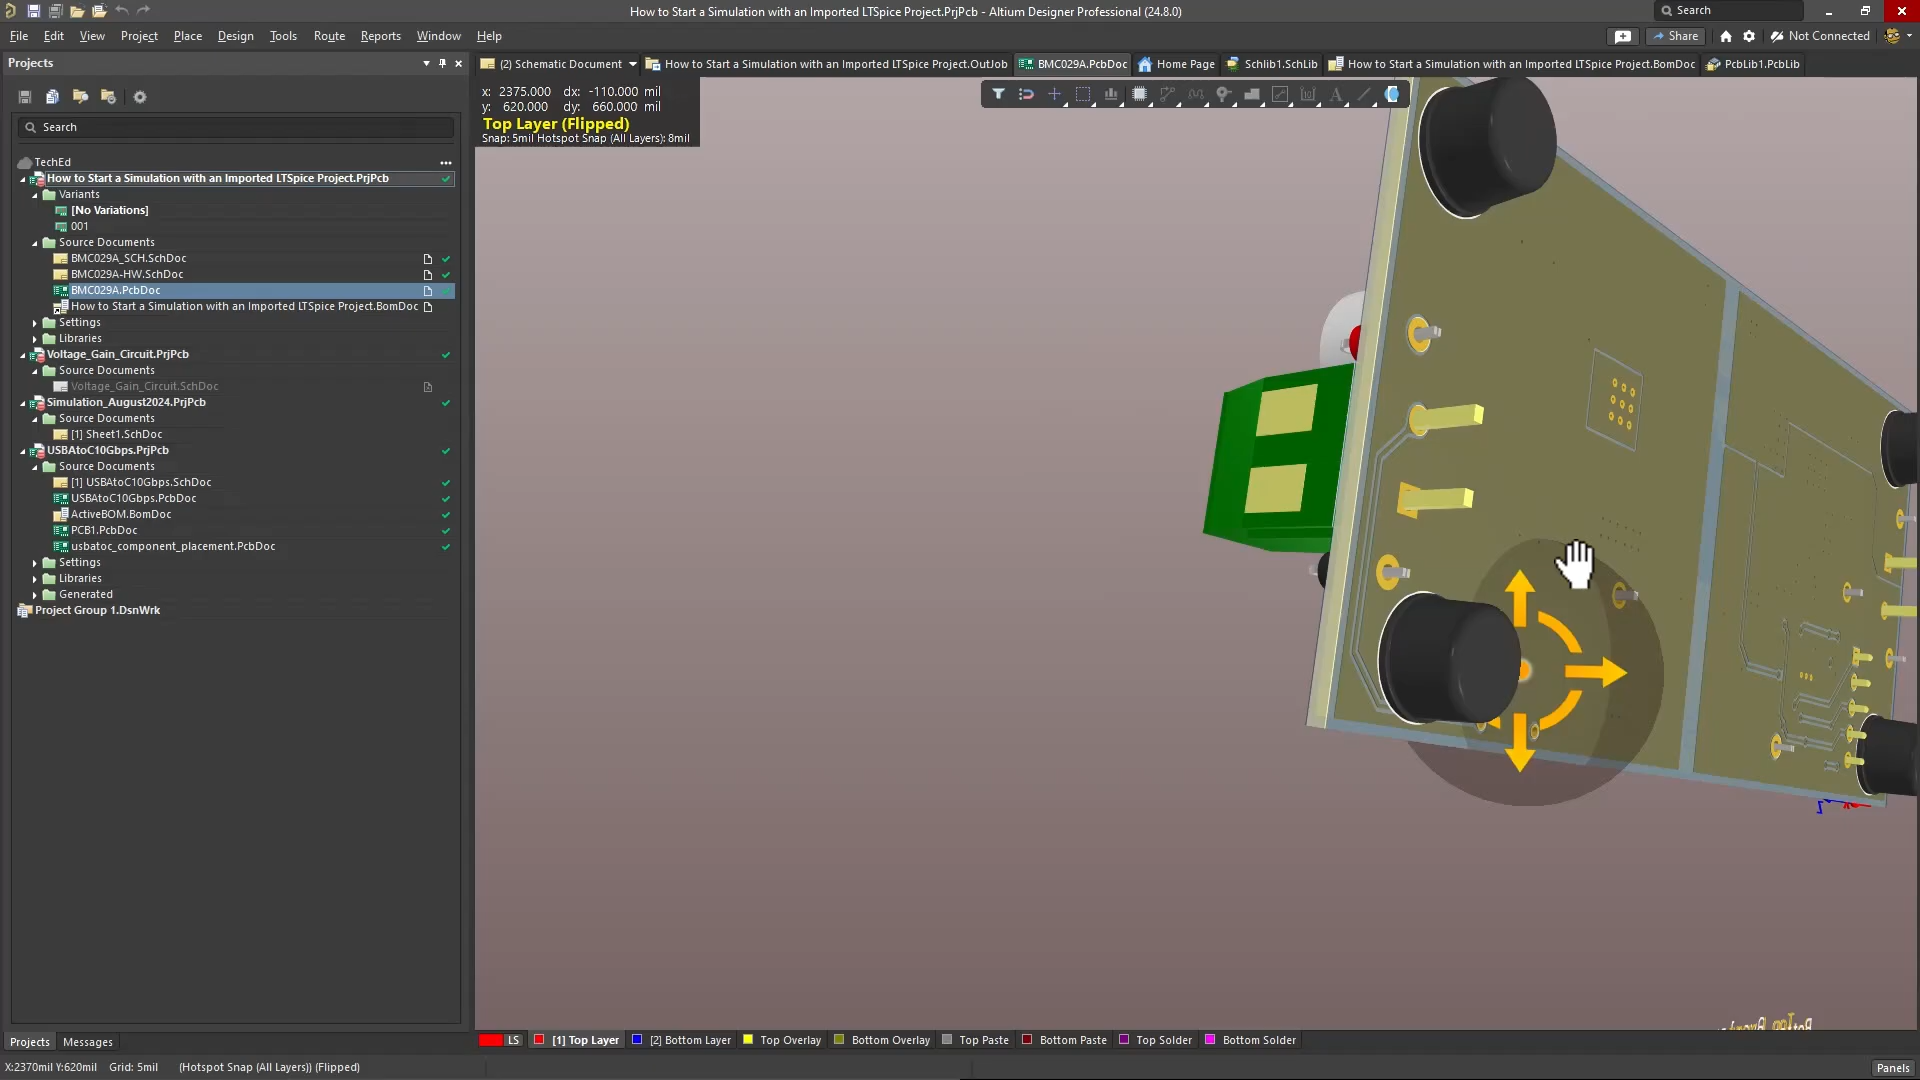 How to Start a Simulation with an Imported LTSpice Project.PrjPcb - Altium Designer Professional (24.8.0)
Search
File Edit View Project Place Design Tools Route Reports Window Help
Share
Not Connected
Projects
(2) Schematic Document
How to Start a Simulation with an Imported LTSpice Project.OutJob
BMC029A.PcbDoc
Home Page
Schlib1.SchLib
How to Start a Simulation with an Imported LTSpice Project.BomDoc
PcbLib1.PcbLib
x: 2375.000 dx: -110.000 mil
y: 620.000 dy: 660.000 mil
Top Layer (Flipped)
Snap: 5mil Hotspot Snap (All Layers): 8mil
Search
TechEd
How to Start a Simulation with an Imported LTSpice Project.PrjPcb
Variants
[No Variations]
001
Source Documents
BMC029A_SCH.SchDoc
BMC029A-HW.SchDoc
BMC029A.PcbDoc
How to Start a Simulation with an Imported LTSpice Project.BomDoc
Settings
Libraries
Voltage_Gain_Circuit.PrjPcb
Source Documents
Voltage_Gain_Circuit.SchDoc
Simulation_August2024.PrjPcb
Source Documents
[1] Sheet1.SchDoc
USBAtoC10Gbps.PrjPcb
Source Documents
[1] USBAtoC10Gbps.SchDoc
USBAtoC10Gbps.PcbDoc
ActiveBOM.BomDoc
PCB1.PcbDoc
usbatoc_component_placement.PcbDoc
Settings
Libraries
Generated
Project Group 1.DsnWrk
Projects Messages
LS [1] Top Layer [2] Bottom Layer Top Overlay Bottom Overlay Top Paste Bottom Paste Top Solder Bottom Solder
X:2370mil Y:620mil Grid: 5mil (Hotspot Snap (All Layers)) (Flipped)
Panels